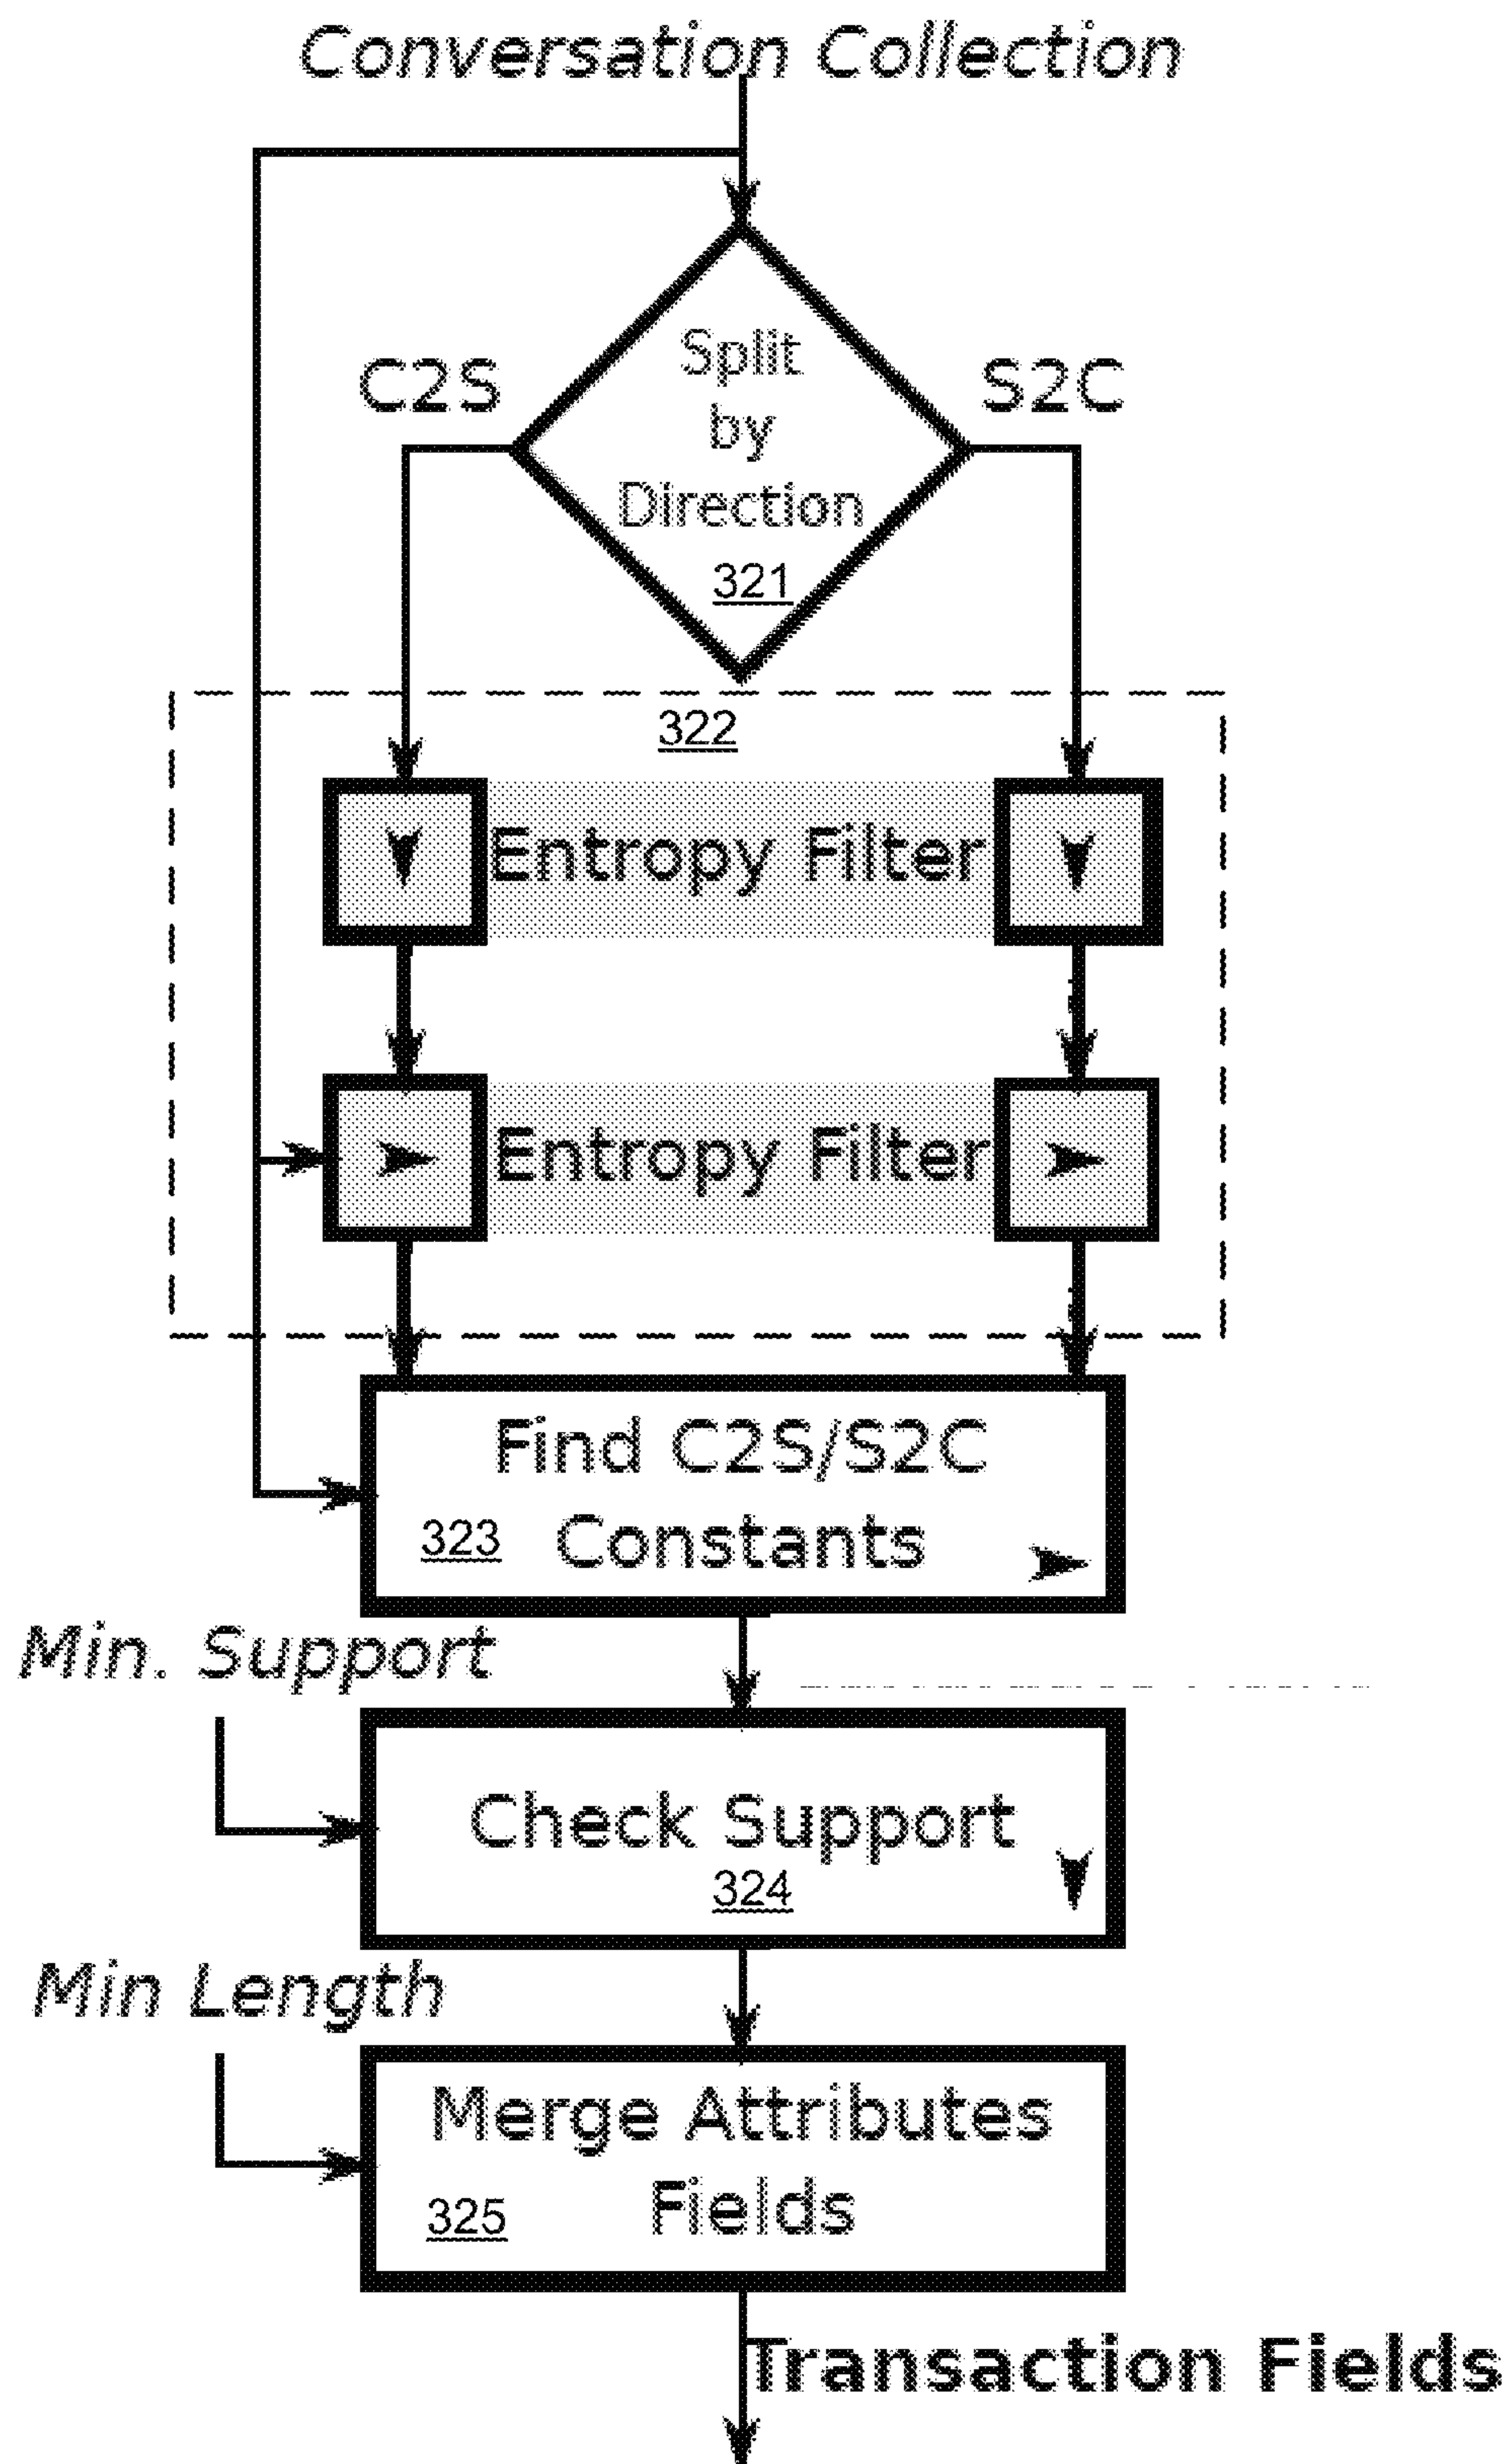 Conversation Collection
C2S
S2C
Split
by
Direction
321
322
Entropy Filter
Entropy Filter
Find C2S/S2C
323 Constants
Min. Support
Check Support
324
Min Length
Merge Attributes
325 Fields
Transaction Fields